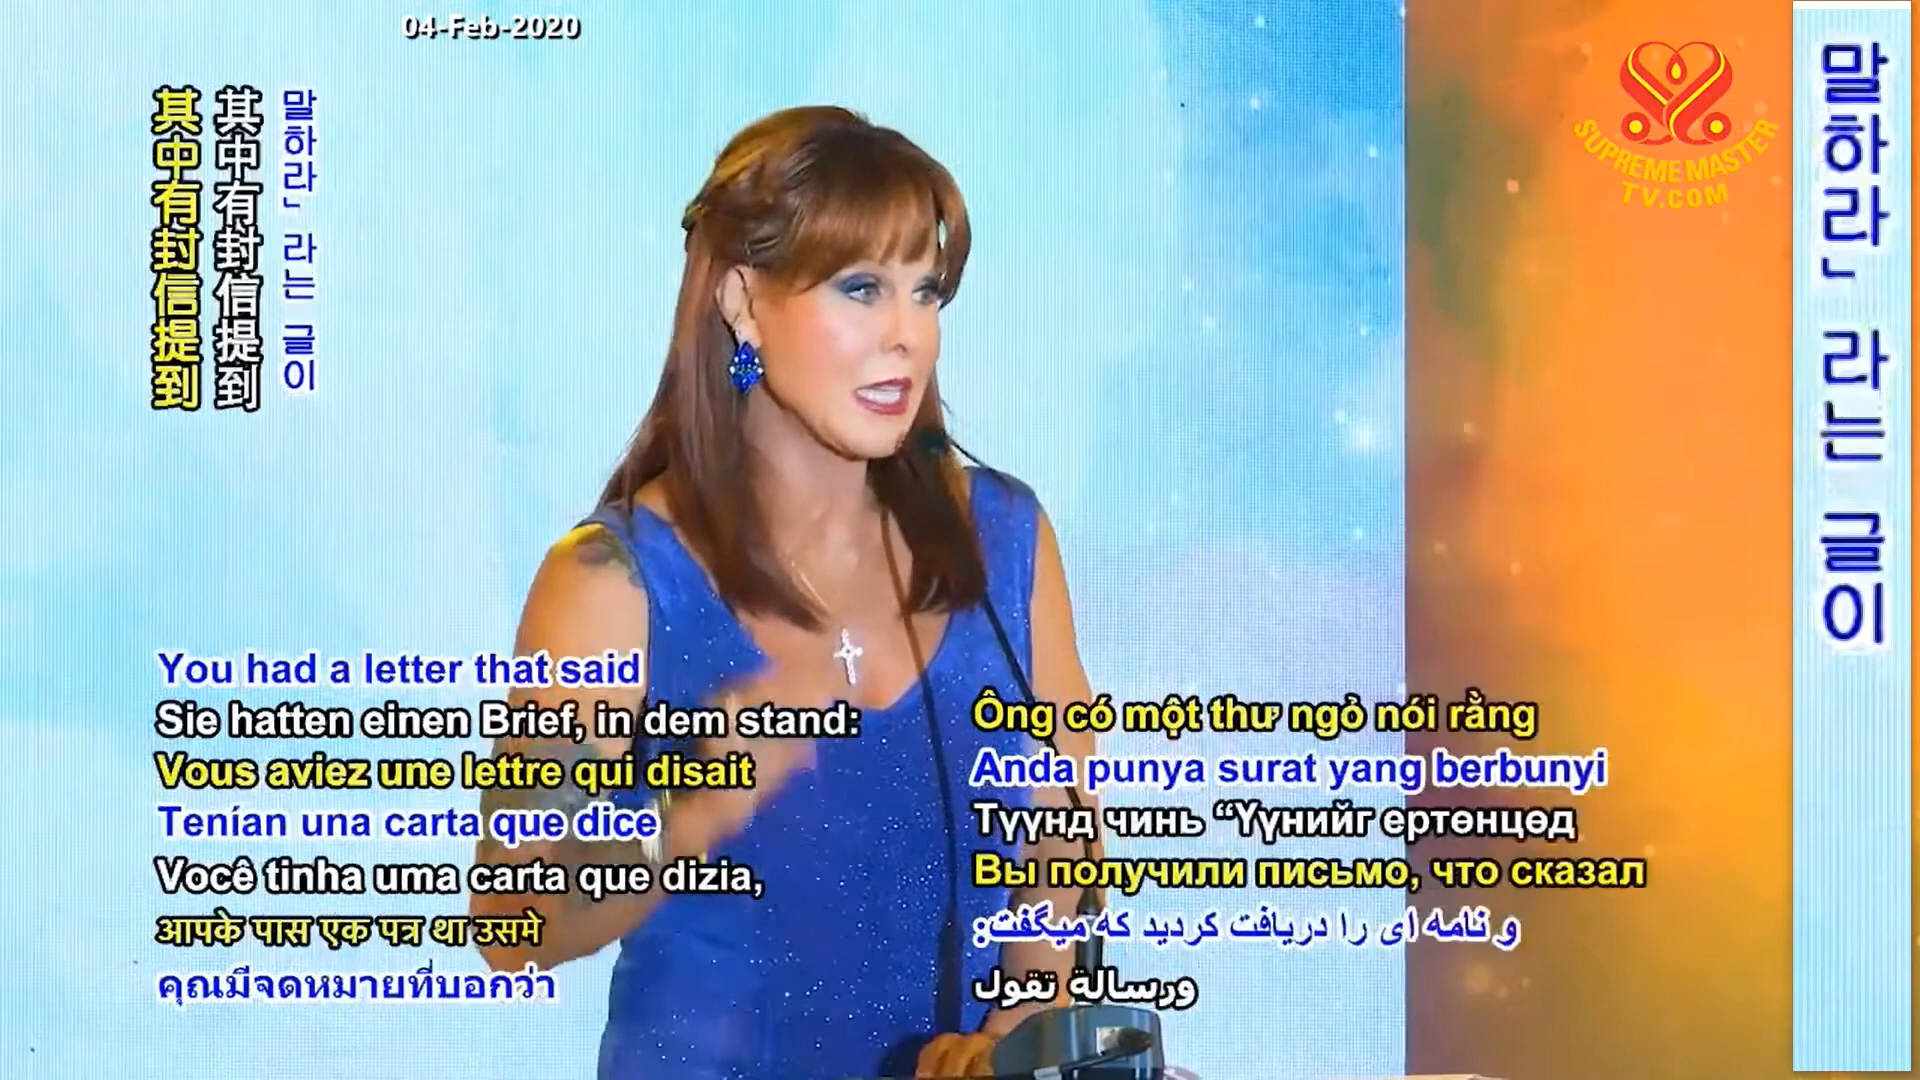 04-Feb-2020
말하라」 라는 글이
其中有封信提到
其中有封信提到
SUPREME MASTER
TV.COM
말하라」 라는 글이
You had a letter that said
Sie hatten einen Brief, in dem stand:
Vous aviez une lettre qui disait
Tenían una carta que dice
Você tinha uma carta que dizia,
आपके पास एक पत्र था उसमे
คุณมีจดหมายที่บอกว่า
Ông có một thư ngỏ nói rằng
Anda punya surat yang berbunyi
Түүнд чинь “Үүнийг ертөнцөд
Вы получили письмо, что сказал
و نامه ای را دریافت کردید که میگفت:
ورسالة تقول